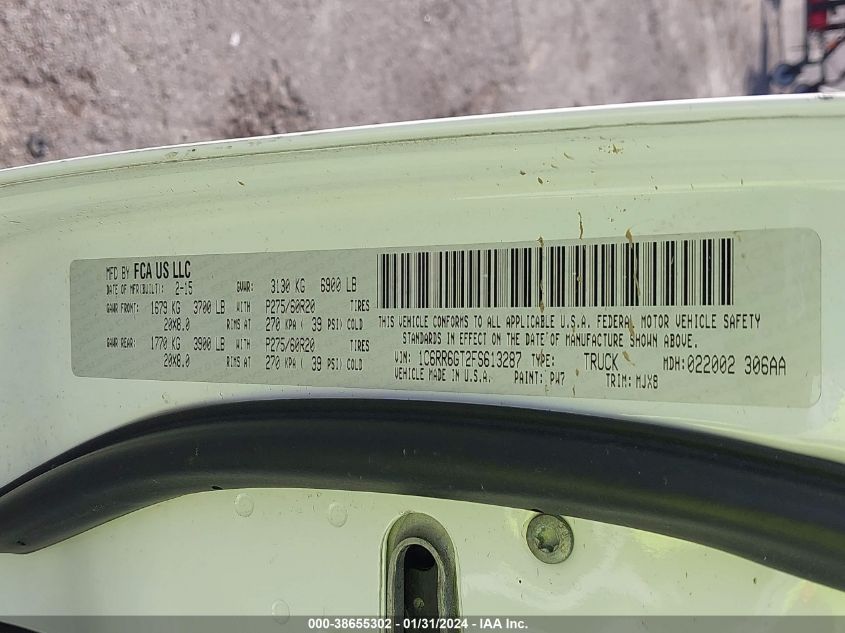 MFD BY FCA US LLC
DATE OF MFR(BUILT): 2-15 GVWR: 3130 KG 6900 LB
GAWR FRONT: 1679 KG 3700 LB WITH P275/60R20 TIRES
20X8.0 RIMS AT 270 KPA ( 39 PSI) COLD
GAWR REAR: 1770 KG 3900 LB WITH P275/60R20 TIRES
20X8.0 RIMS AT 270 KPA ( 39 PSI) COLD
THIS VEHICLE CONFORMS TO ALL APPLICABLE U.S.A. FEDERAL MOTOR VEHICLE SAFETY
STANDARDS IN EFFECT ON THE DATE OF MANUFACTURE SHOWN ABOVE.
VIN: 1C6RR6GT2FS613287 TYPE: TRUCK MDH: 022002 306AA
VEHICLE MADE IN U.S.A. PAINT: PW7 TRIM: MJX8
000-38655302 - 01/31/2024 - IAA Inc.